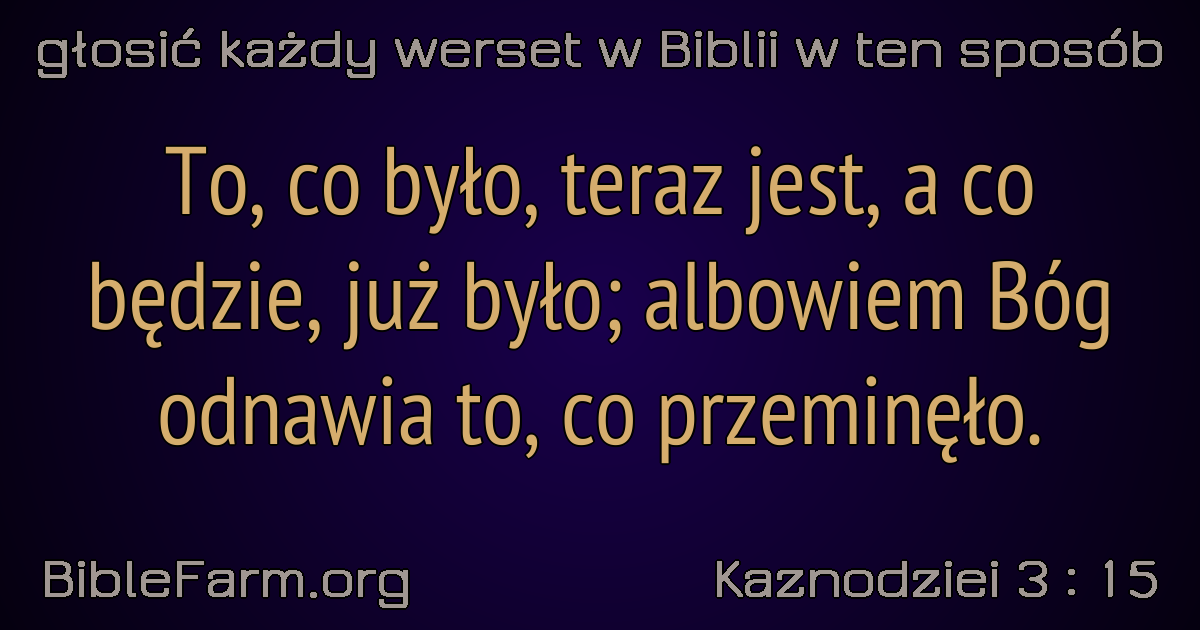 głosić każdy werset w Biblii w ten sposób
To, co było, teraz jest, a co
będzie, już było; albowiem Bóg
odnawia to, co przeminęło.
BibleFarm.org
Kaznodziei 3 : 15